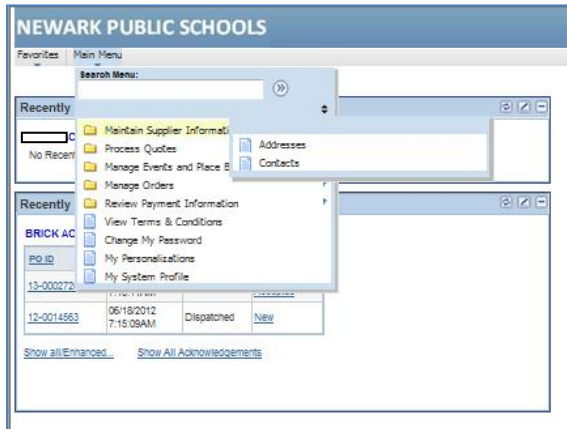 NEWARK PUBLIC SCHOOLS
Favorites Main Menu
Search Menu:
Recently
No Recent
Maintain Supplier Informati
Addresses
Contacts
Process Quotes
Manage Events and Place B
Manage Orders
Review Payment Information
View Terms & Conditions
Change My Password
My Personalizations
My System Profile
Recently
BRICK AC
PO ID
13-000272
12-0014563 06/18/2012 7:15:09AM Dispatched New
Show all/Enhanced... Show All Acknowledgements